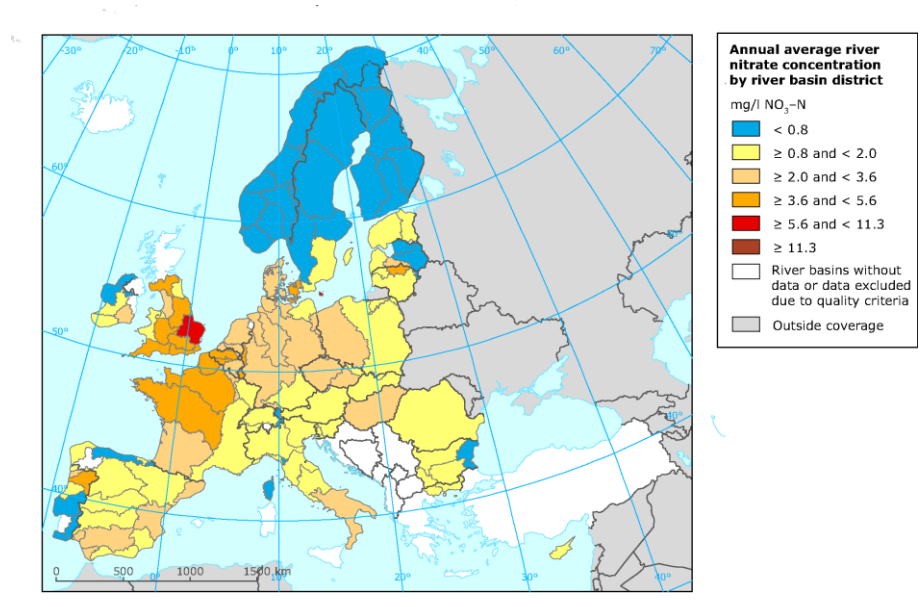 -30°
-20°
-10°
0°
10°
20°
30°
40°
50°
60°
70°
60°
50°
50°
40°
40°
0
500
1000
1500 km
0°
10°
20°
30°
40°
Annual average river
nitrate concentration
by river basin district
mg/l NO₃–N
< 0.8
≥ 0.8 and < 2.0
≥ 2.0 and < 3.6
≥ 3.6 and < 5.6
≥ 5.6 and < 11.3
≥ 11.3
River basins without
data or data excluded
due to quality criteria
Outside coverage